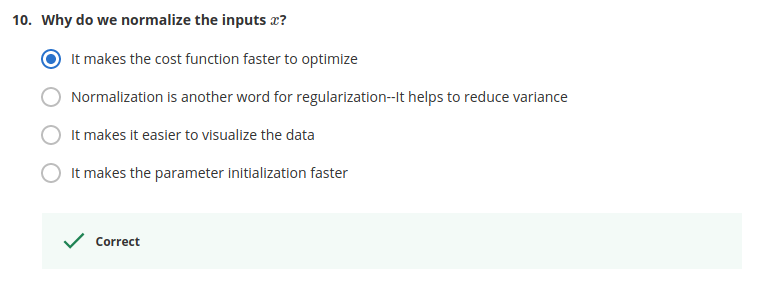 10. Why do we normalize the inputs x?
It makes the cost function faster to optimize
Normalization is another word for regularization--It helps to reduce variance
It makes it easier to visualize the data
It makes the parameter initialization faster
Correct